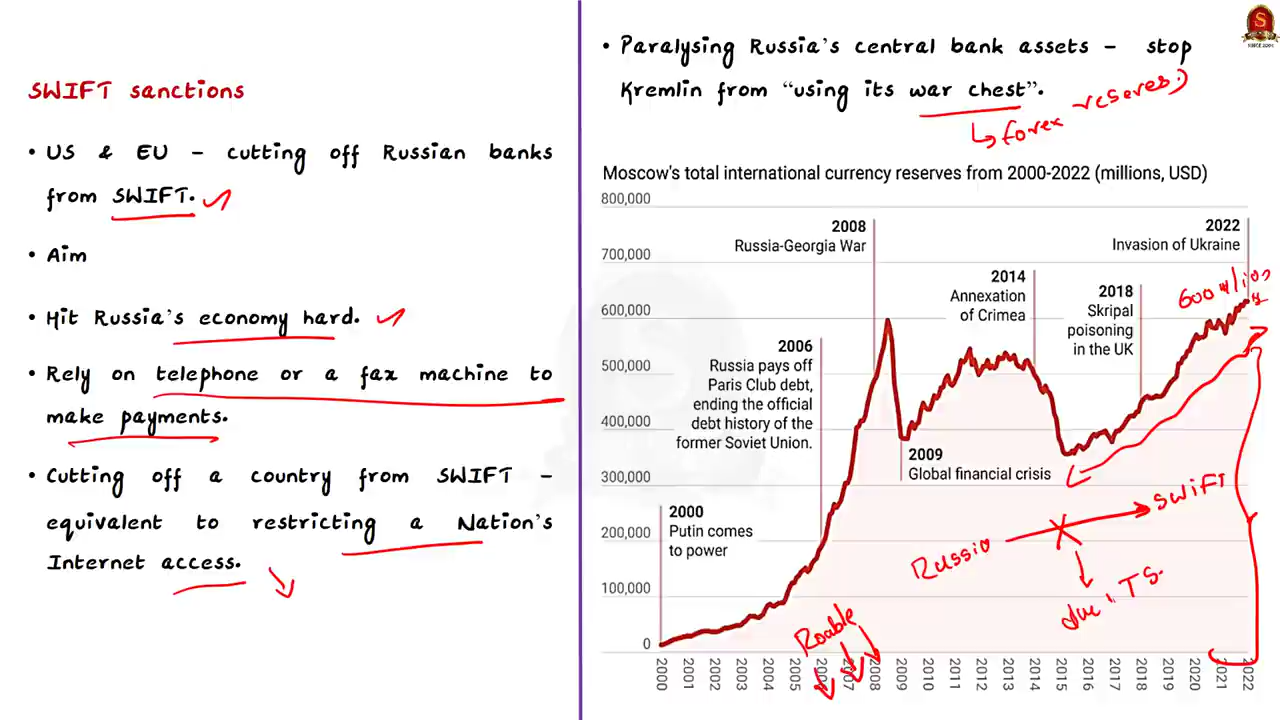 SWIFT sanctions
• US & EU – cutting off Russian banks
from SWIFT.
• Aim
• Hit Russia's economy hard.
• Rely on telephone or a fax machine to
make payments.
• Cutting off a country from SWIFT –
equivalent to restricting a Nation's
Internet access.
• Paralysing Russia's central bank assets – stop
Kremlin from "using its war chest".
forex reserves
Moscow's total international currency reserves from 2000-2022 (millions, USD)
800,000
700,000
600,000
500,000
400,000
300,000
200,000
100,000
0
2000
Putin comes
to power
2006
Russia pays off
Paris Club debt,
ending the official
debt history of the
former Soviet Union.
2008
Russia-Georgia War
2009
Global financial crisis
2014
Annexation
of Crimea
2018
Skripal
poisoning
in the UK
2022
Invasion of Ukraine
Russia
SWIFT
Roable
2000 2001 2002 2003 2004 2005 2006 2007 2008 2009 2010 2011 2012 2013 2014 2015 2016 2017 2018 2019 2020 2021 2022
S